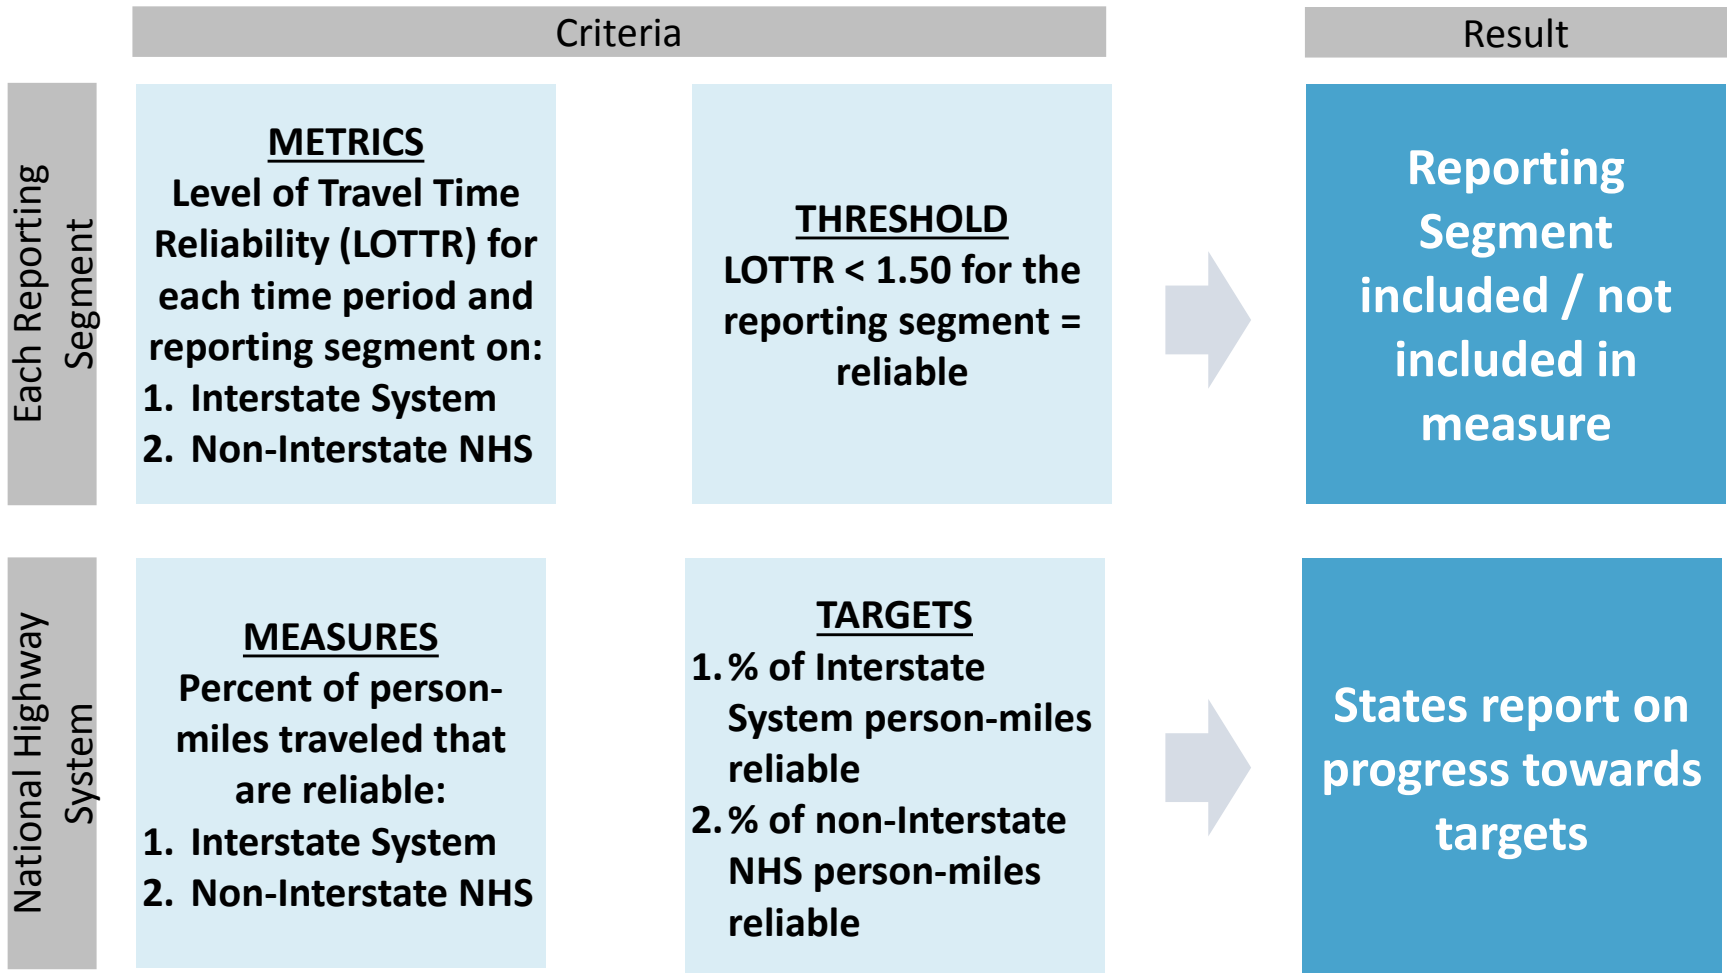 Criteria
Result
Each Reporting
Segment
METRICS
Level of Travel Time
Reliability (LOTTR) for
each time period and
reporting segment on:
1. Interstate System
2. Non-Interstate NHS
THRESHOLD
LOTTR < 1.50 for the
reporting segment =
reliable
Reporting
Segment
included / not
included in
measure
National Highway
System
MEASURES
Percent of person-
miles traveled that
are reliable:
1. Interstate System
2. Non-Interstate NHS
TARGETS
1. % of Interstate
System person-miles
reliable
2. % of non-Interstate
NHS person-miles
reliable
States report on
progress towards
targets